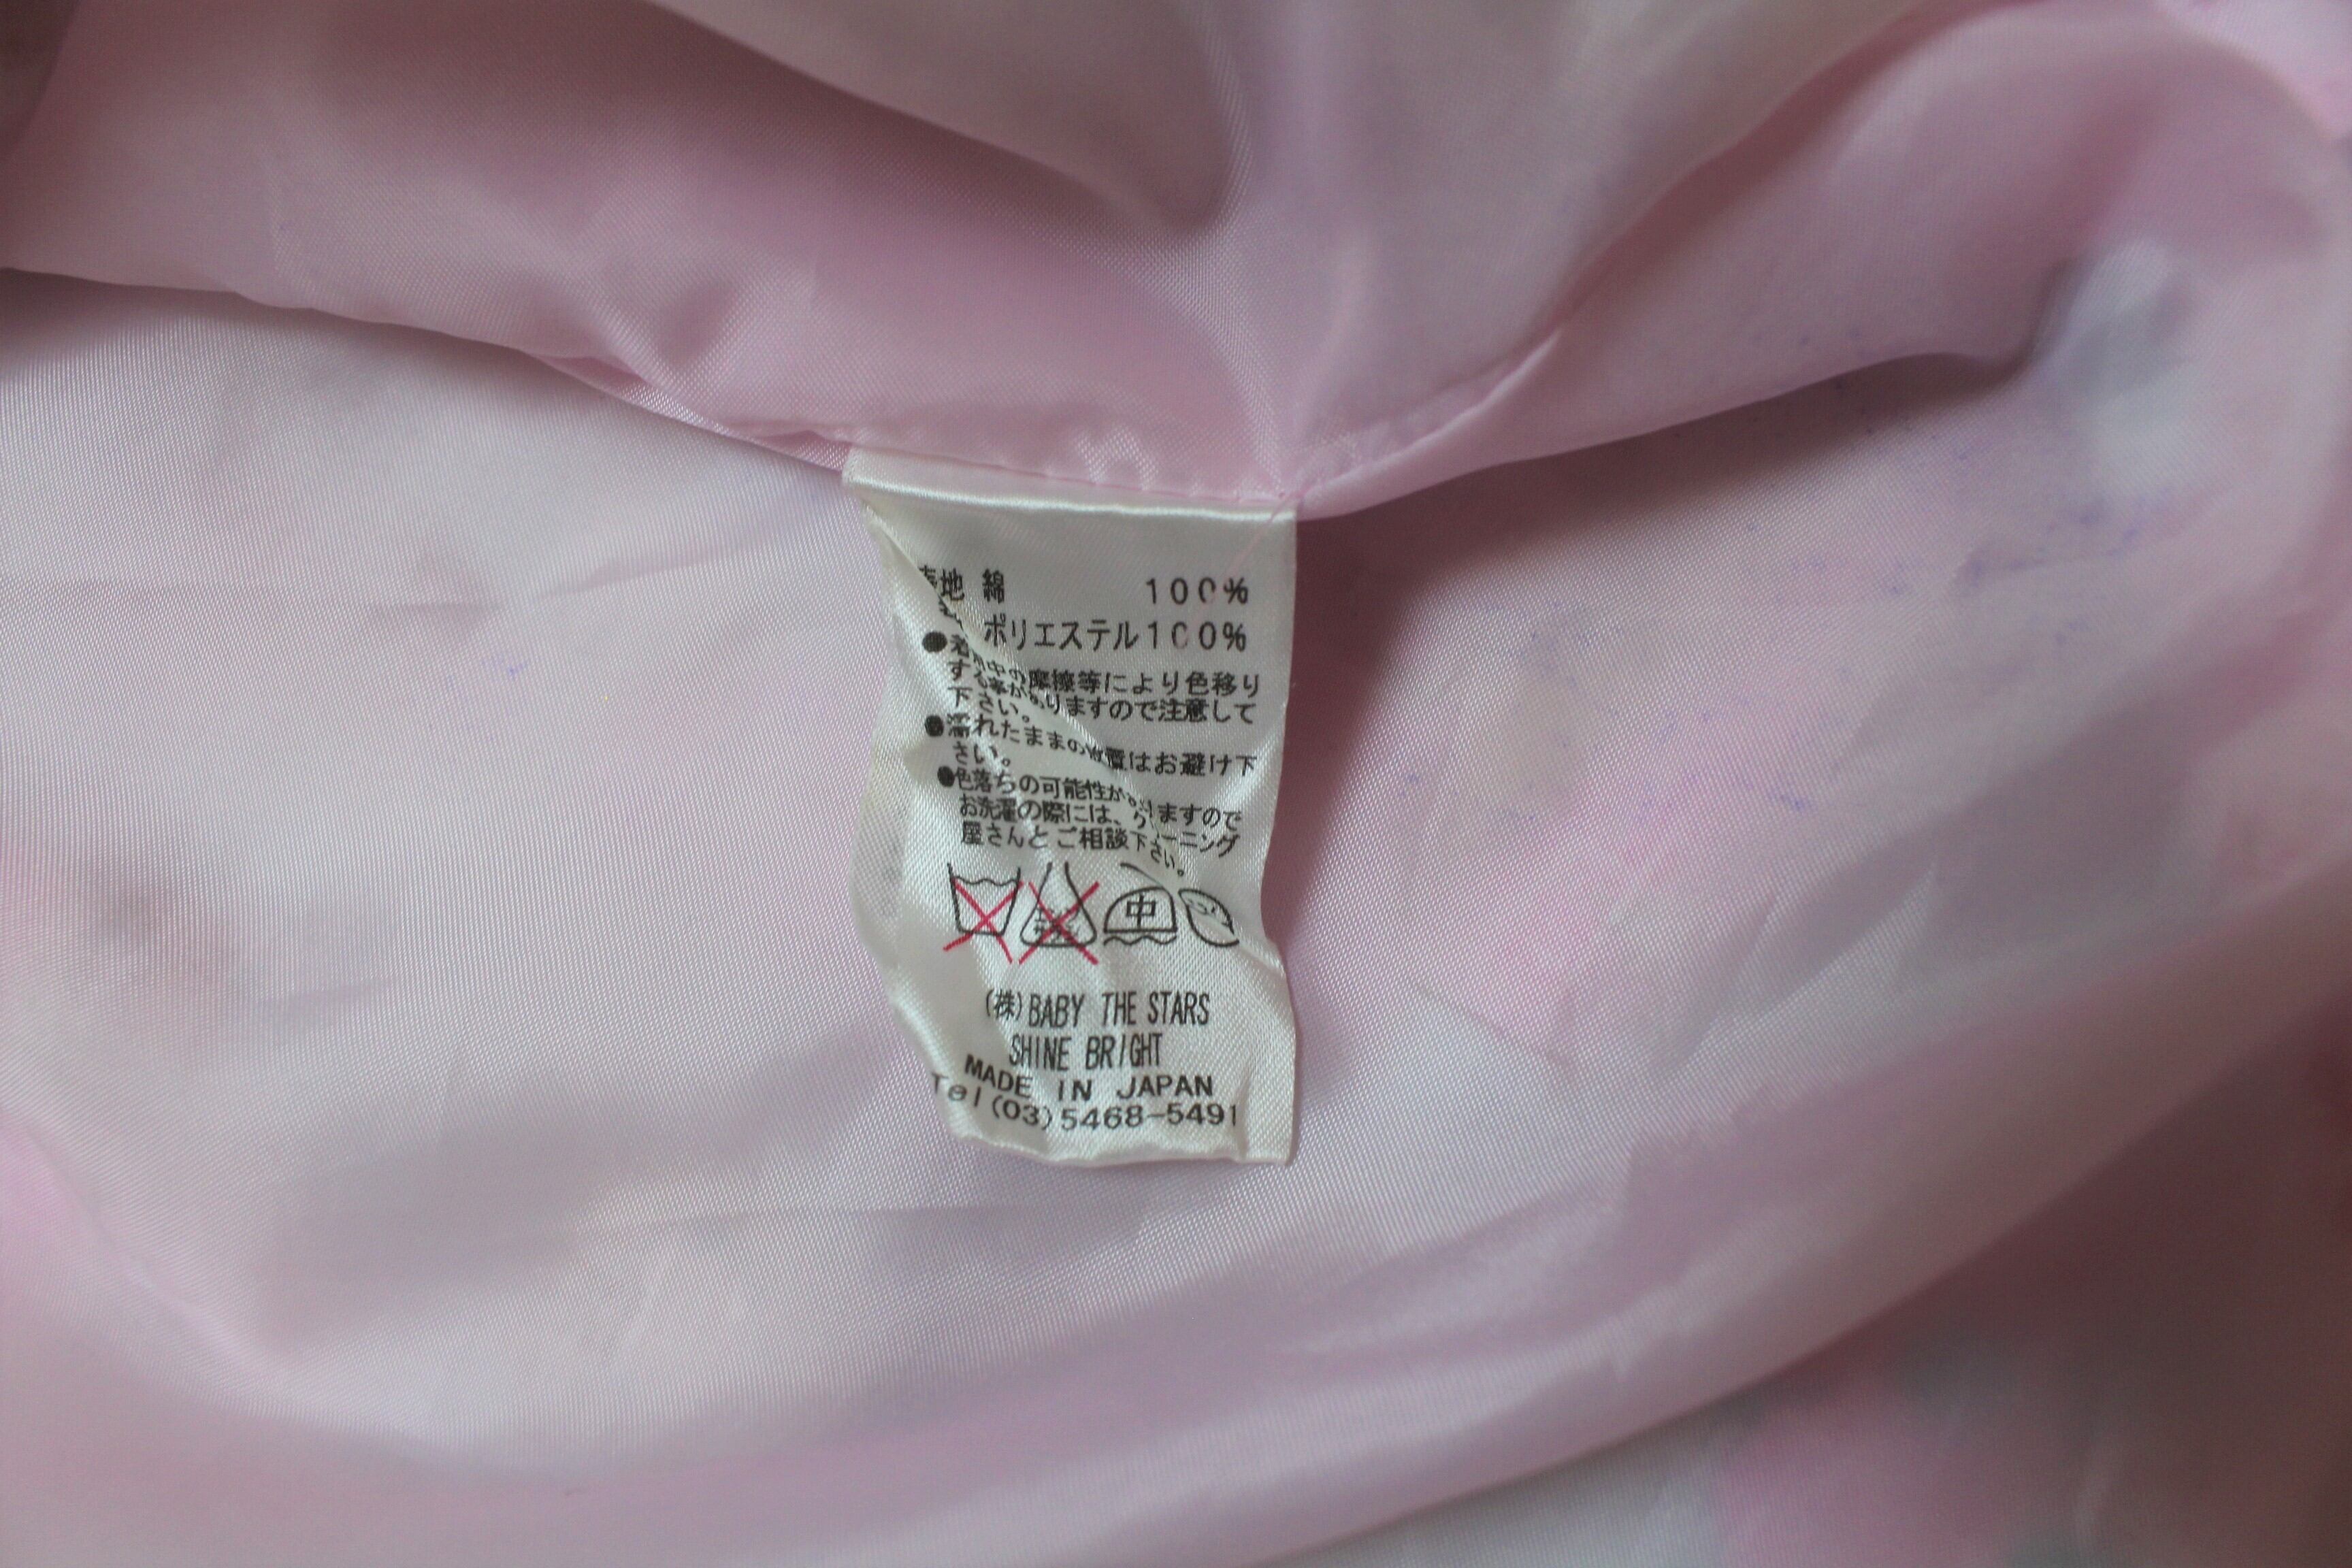 表地 綿 100%
ポリエステル100%
●着用中の摩擦等により色移り
する事がありますので注意して
下さい。
●濡れたままの放置はお避け下
さい。
●色落ちの可能性がありますので
お洗濯の際には、クリーニング
屋さんとご相談下さい。
中
(株)BABY THE STARS
SHINE BRIGHT
MADE IN JAPAN
Tel(03)5468-5491